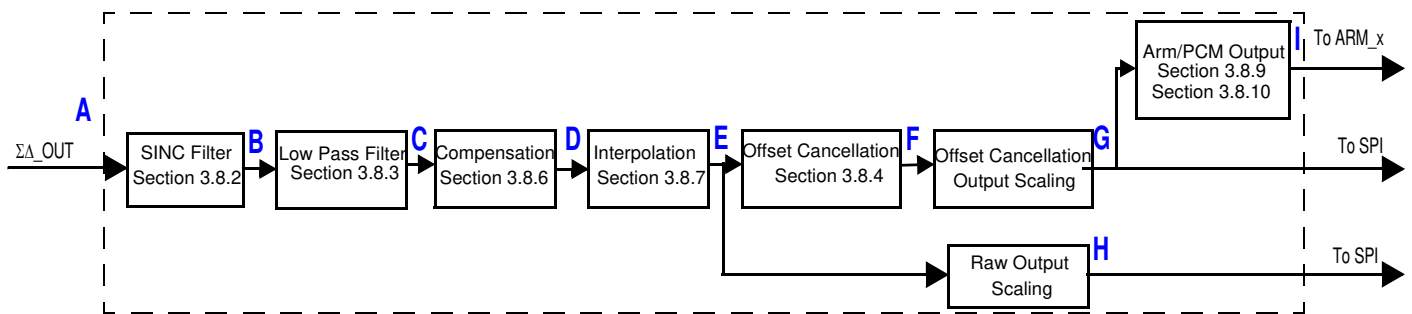 Arm/PCM Output
Section 3.8.9
Section 3.8.10
I
To ARM_x
A
ΣΔ_OUT
SINC Filter
Section 3.8.2
B
Low Pass Filter
Section 3.8.3
C
Compensation
Section 3.8.6
D
Interpolation
Section 3.8.7
E
Offset Cancellation
Section 3.8.4
F
Offset Cancellation
Output Scaling
G
To SPI
Raw Output
Scaling
H
To SPI